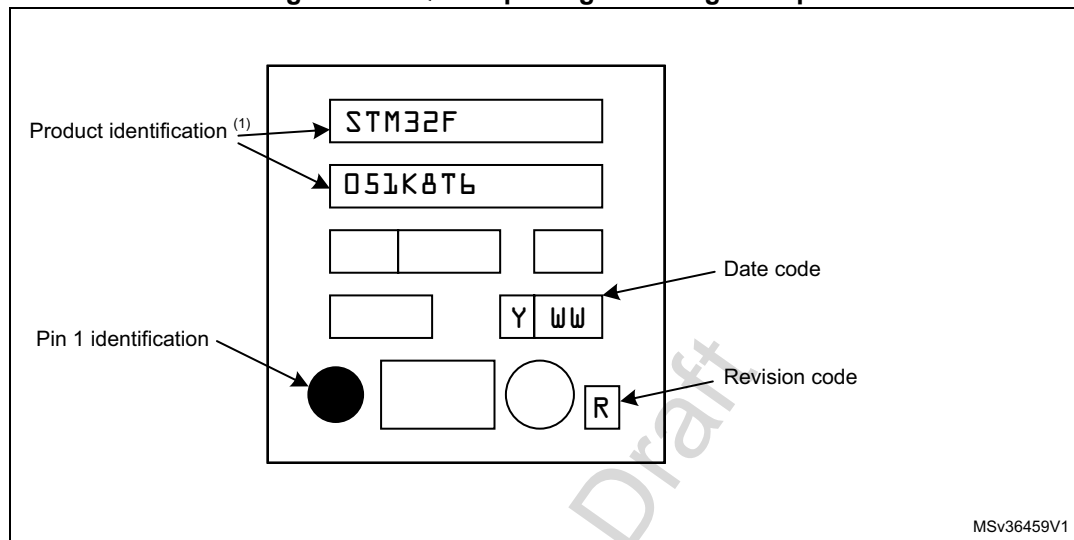 Product identification (1)
STM32F
051K8T6
Date code
Y WW
Pin 1 identification
Revision code
R
Draft
MSv36459V1